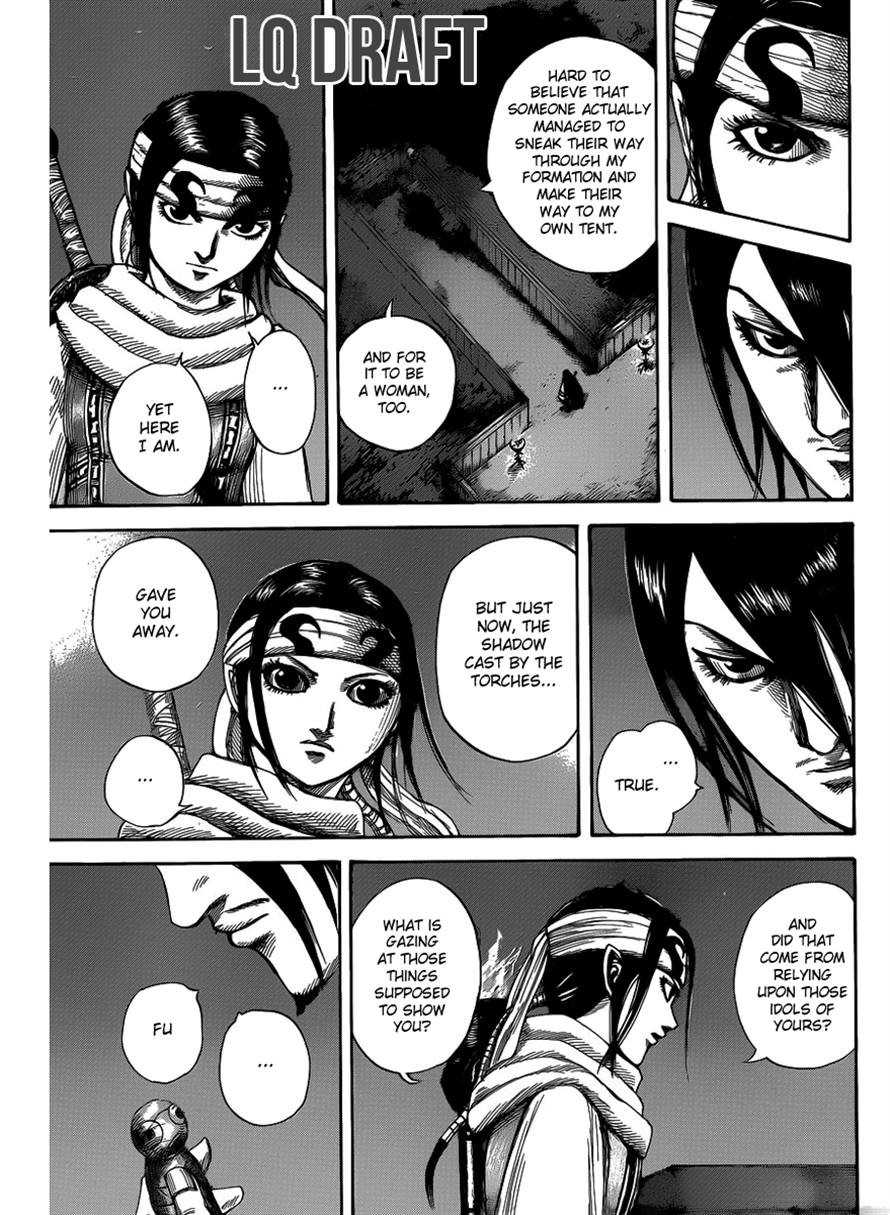 LQ DRAFT
HARD TO
BELIEVE THAT
SOMEONE ACTUALLY
MANAGED TO
SNEAK THEIR WAY
THROUGH MY
FORMATION AND
MAKE THEIR
WAY TO MY
OWN TENT.
AND FOR
IT TO BE
A WOMAN,
TOO.
...
YET
HERE
I AM.
...
TRUE.
BUT JUST
NOW, THE
SHADOW
CAST BY THE
TORCHES...
GAVE
YOU
AWAY.
...
AND
DID THAT
COME FROM
RELYING
UPON THOSE
IDOLS OF
YOURS?
WHAT IS
GAZING
AT THOSE
THINGS
SUPPOSED
TO SHOW
YOU?
...
FU